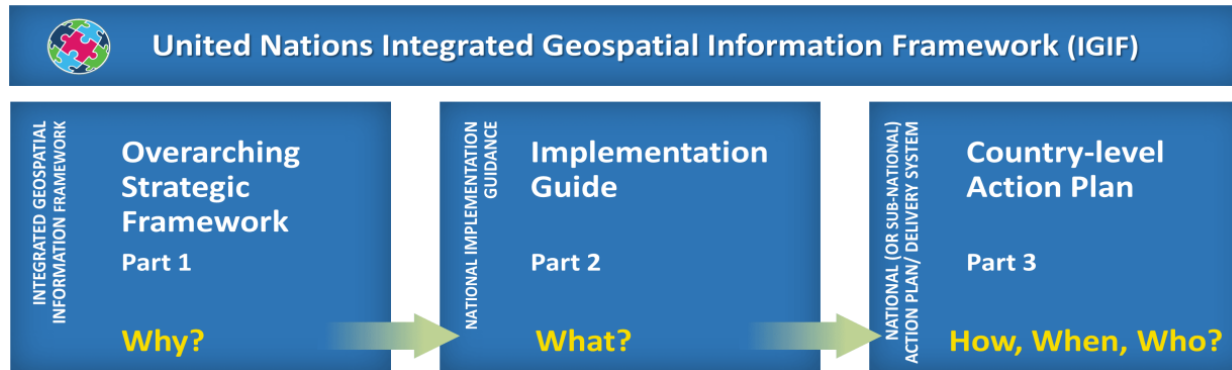 United Nations Integrated Geospatial Information Framework (IGIF)
INTEGRATED GEOSPATIAL
INFORMATION FRAMEWORK
Overarching
Strategic
Framework
Part 1
Why?
NATIONAL IMPLEMENTATION
GUIDANCE
Implementation
Guide
Part 2
What?
NATIONAL (OR SUB-NATIONAL)
ACTION PLAN/ DELIVERY SYSTEM
Country-level
Action Plan
Part 3
How, When, Who?